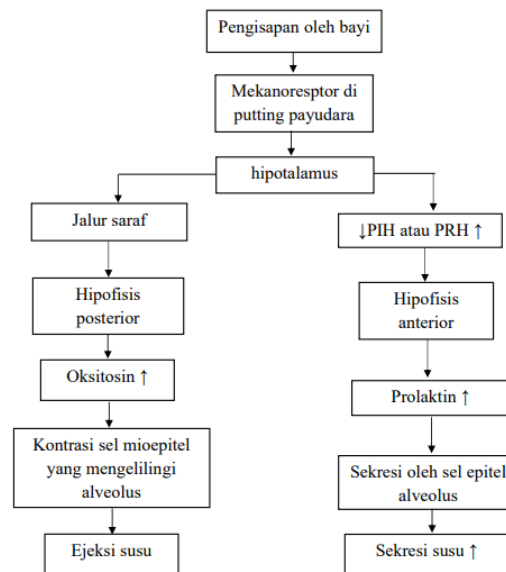 Pengisapan oleh bayi
Mekanoresptor di
putting payudara
hipotalamus
Jalur saraf
↓PIH atau PRH ↑
Hipofisis
posterior
Hipofisis
anterior
Oksitosin ↑
Prolaktin ↑
Kontrasi sel mioepitel
yang mengelilingi
alveolus
Sekresi oleh sel epitel
alveolus
Ejeksi susu
Sekresi susu ↑